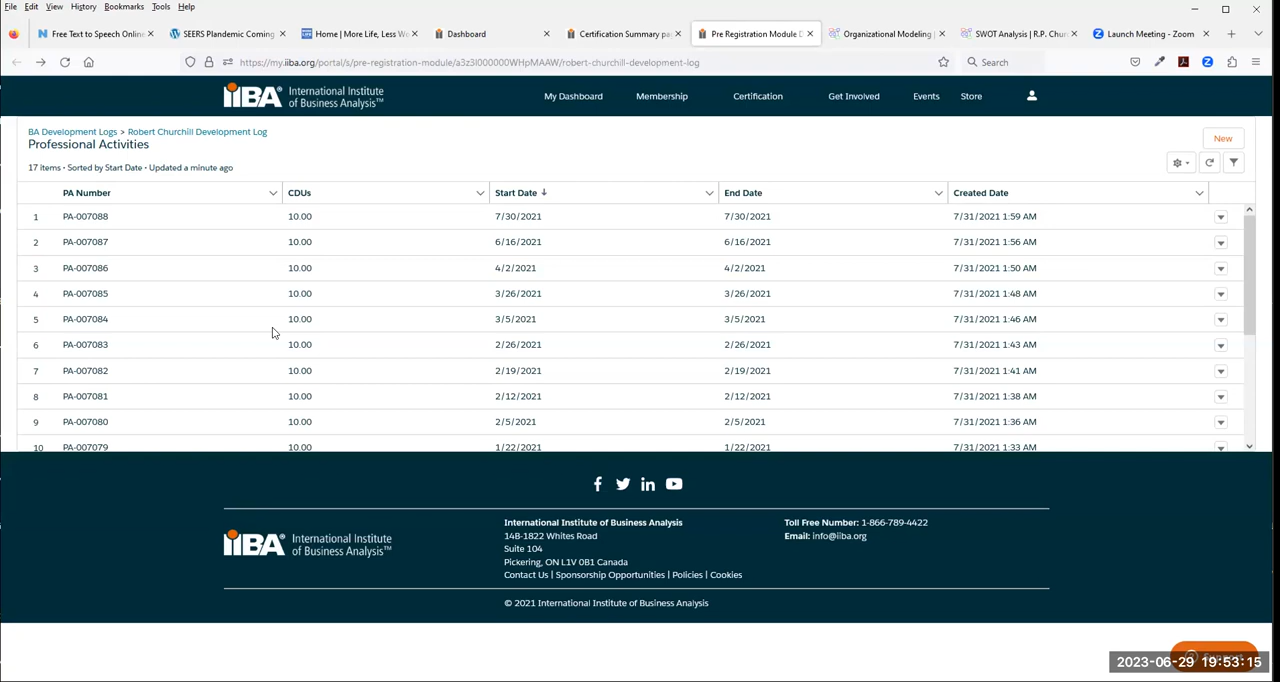 File Edit View History Bookmarks Tools Help
Free Text to Speech Online
SEERS Plandemic Coming
Home | More Life, Less Wo
Dashboard
Certification Summary pa
Pre Registration Module D
Organizational Modeling |
SWOT Analysis | R.P. Chur
Launch Meeting - Zoom
https://my.iiba.org/portal/s/pre-registration-module/a3z3l000000WHpMAAW/robert-churchill-development-log
Search
IIBA International Institute of Business Analysis™
My Dashboard Membership Certification Get Involved Events Store
BA Development Logs > Robert Churchill Development Log
Professional Activities
New
17 items • Sorted by Start Date • Updated a minute ago
PA Number CDUs Start Date End Date Created Date
1 PA-007088 10.00 7/30/2021 7/30/2021 7/31/2021 1:59 AM
2 PA-007087 10.00 6/16/2021 6/16/2021 7/31/2021 1:56 AM
3 PA-007086 10.00 4/2/2021 4/2/2021 7/31/2021 1:50 AM
4 PA-007085 10.00 3/26/2021 3/26/2021 7/31/2021 1:48 AM
5 PA-007084 10.00 3/5/2021 3/5/2021 7/31/2021 1:46 AM
6 PA-007083 10.00 2/26/2021 2/26/2021 7/31/2021 1:43 AM
7 PA-007082 10.00 2/19/2021 2/19/2021 7/31/2021 1:41 AM
8 PA-007081 10.00 2/12/2021 2/12/2021 7/31/2021 1:38 AM
9 PA-007080 10.00 2/5/2021 2/5/2021 7/31/2021 1:36 AM
10 PA-007079 10.00 1/22/2021 1/22/2021 7/31/2021 1:33 AM
IIBA International Institute of Business Analysis™
International Institute of Business Analysis
14B-1822 Whites Road
Suite 104
Pickering, ON L1V 0B1 Canada
Contact Us | Sponsorship Opportunities | Policies | Cookies
Toll Free Number: 1-866-789-4422
Email: info@iiba.org
© 2021 International Institute of Business Analysis
2023-06-29 19:53:15